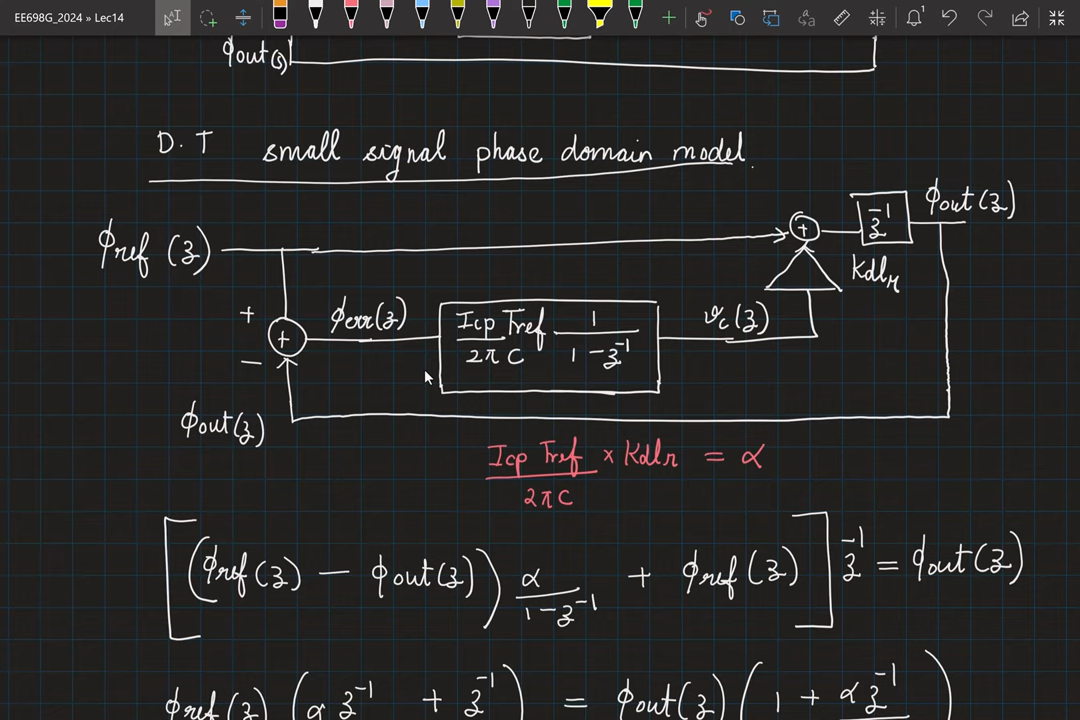 EE698G_2024 » Lec14
ϕout(z)
D.T small signal phase domain model.
ϕout(z)
z⁻¹
ϕref (z)
+
Kdlr
+
ϕerr(z)
Icp Tref / 2πC 1 / 1 − z⁻¹
vc(z)
+
−
ϕout(z)
Icp Tref / 2πC × Kdlr = α
[(ϕref(z) − ϕout(z)) α / 1 − z⁻¹ + ϕref(z)] z⁻¹ = ϕout(z)
ϕref(z) (α z⁻¹ + z⁻¹) = ϕout(z) (1 + α z⁻¹)